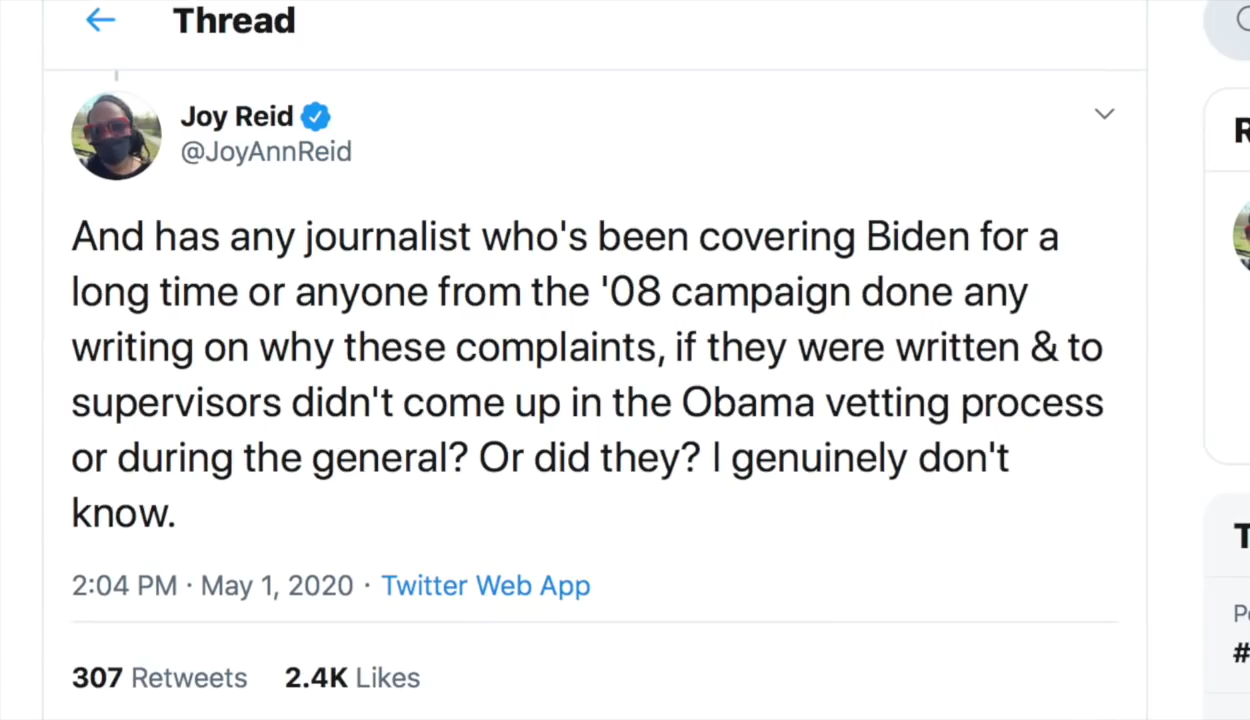 Thread
Joy Reid
@JoyAnnReid
And has any journalist who's been covering Biden for a
long time or anyone from the '08 campaign done any
writing on why these complaints, if they were written & to
supervisors didn't come up in the Obama vetting process
or during the general? Or did they? I genuinely don't
know.
2:04 PM · May 1, 2020 · Twitter Web App
307 Retweets 2.4K Likes
#